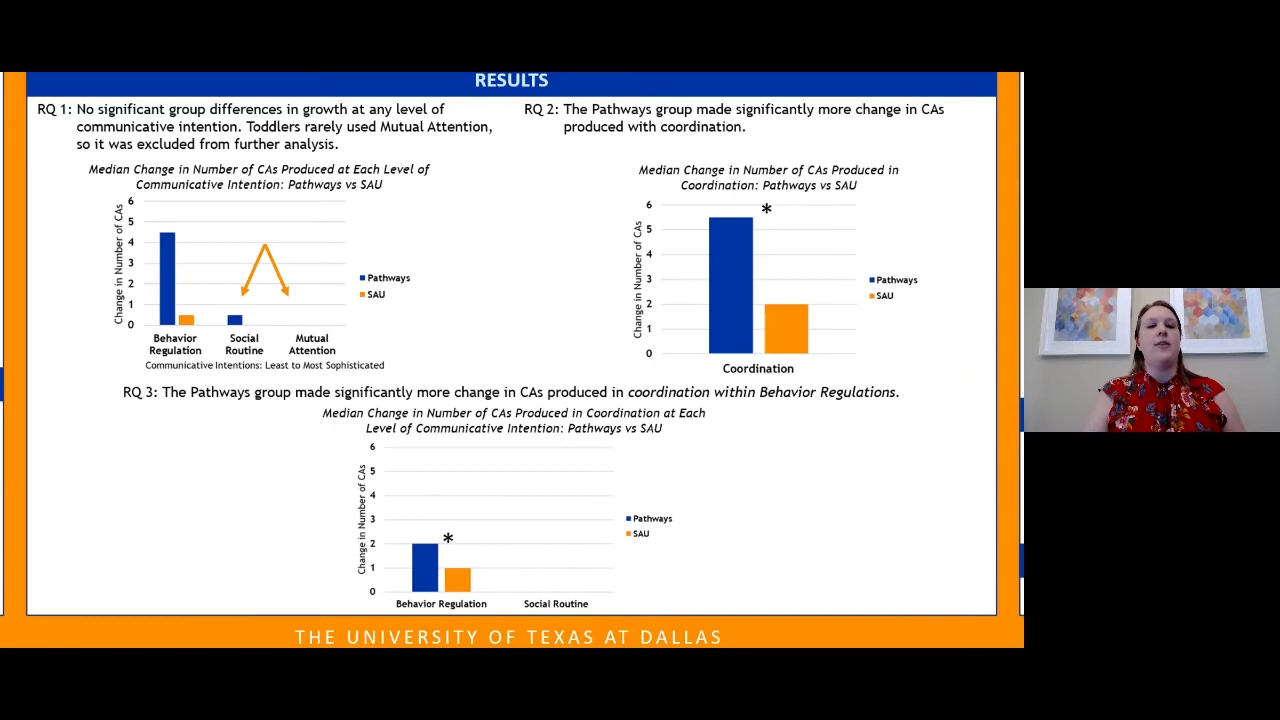 RESULTS
RQ 1: No significant group differences in growth at any level of
communicative intention. Toddlers rarely used Mutual Attention,
so it was excluded from further analysis.
Median Change in Number of CAs Produced at Each Level of
Communicative Intention: Pathways vs SAU
Change in Number of CAs
6
5
4
3
2
1
0
Behavior
Regulation
Social
Routine
Mutual
Attention
Communicative Intentions: Least to Most Sophisticated
Pathways
SAU
RQ 2: The Pathways group made significantly more change in CAs
produced with coordination.
Median Change in Number of CAs Produced in
Coordination: Pathways vs SAU
Change in Number of CAs
6
5
4
3
2
1
0
*
Coordination
Pathways
SAU
RQ 3: The Pathways group made significantly more change in CAs produced in coordination within Behavior Regulations.
Median Change in Number of CAs Produced in Coordination at Each
Level of Communicative Intention: Pathways vs SAU
Change in Number of CAs
6
5
4
3
2
1
0
*
Behavior Regulation
Social Routine
Pathways
SAU
THE UNIVERSITY OF TEXAS AT DALLAS